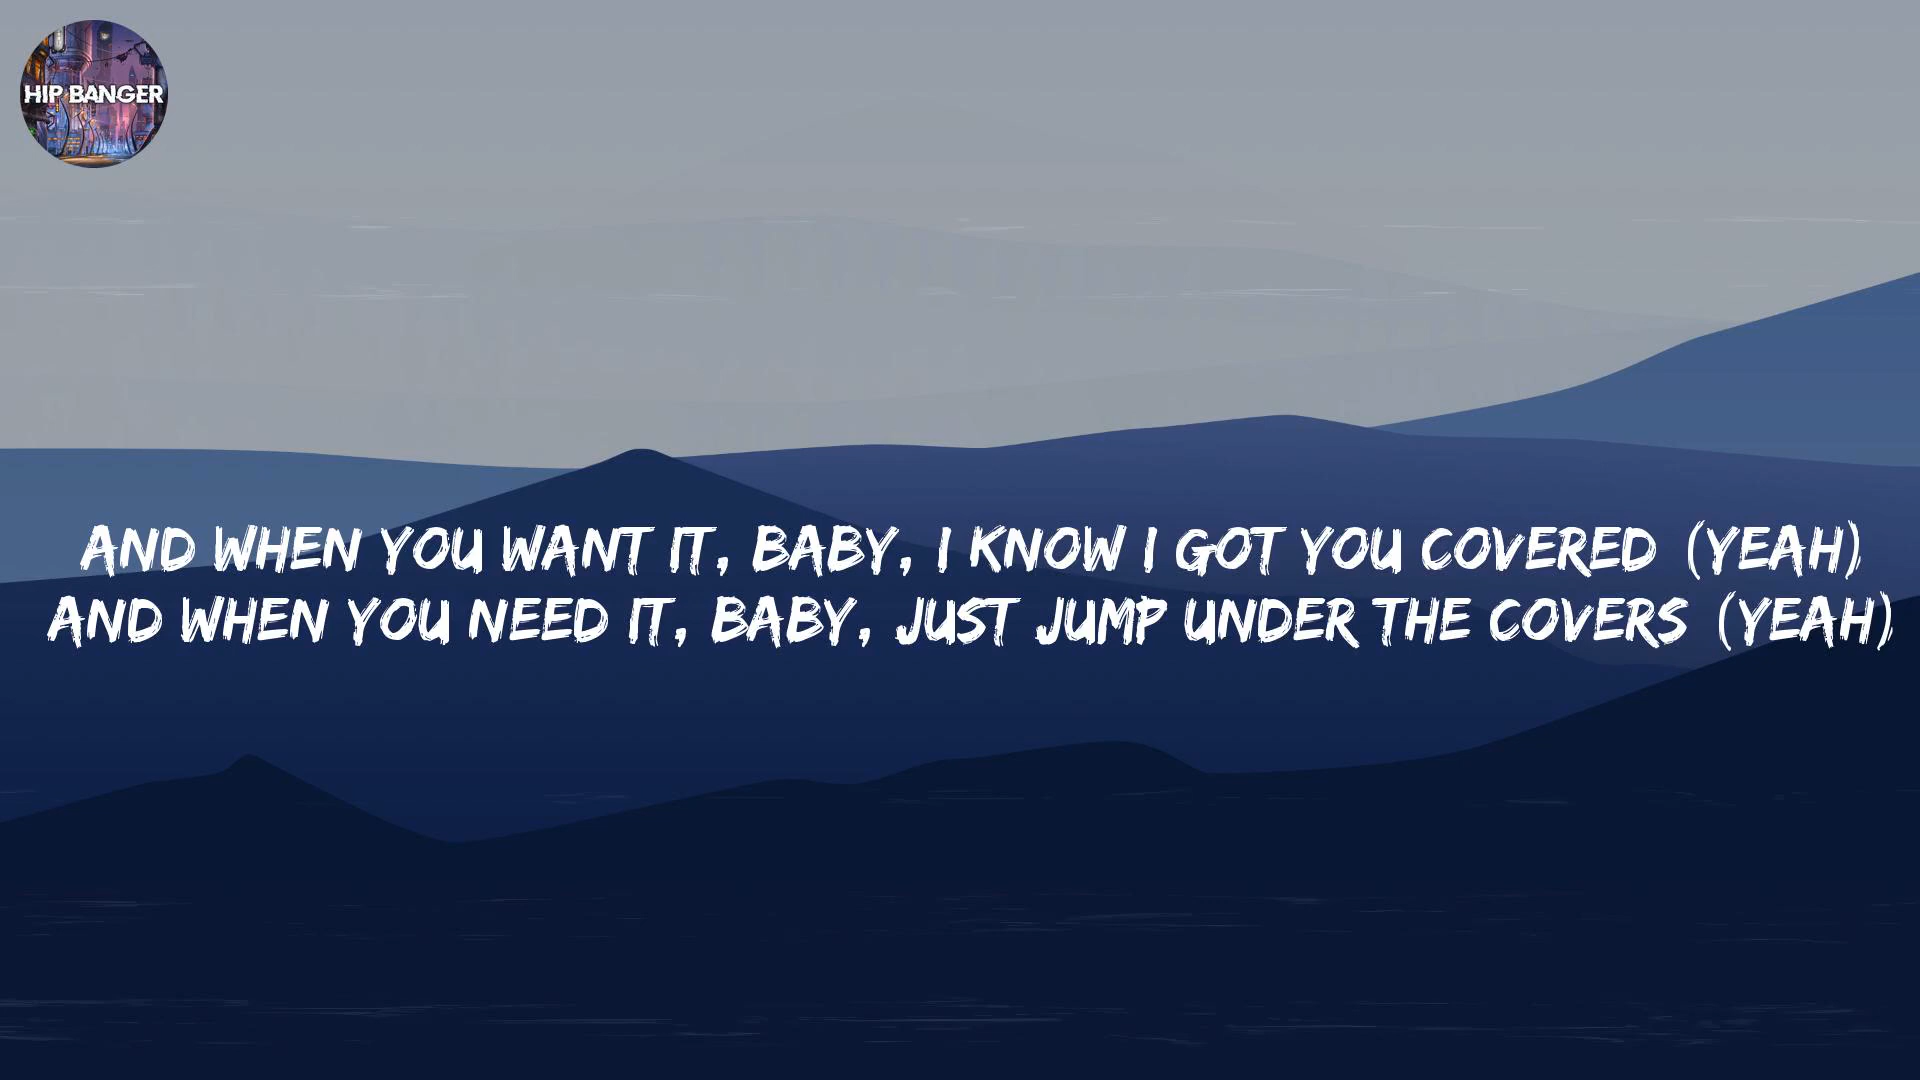 HIP BANGER
AND WHEN YOU WANT IT, BABY, I KNOW I GOT YOU COVERED (YEAH)
AND WHEN YOU NEED IT, BABY, JUST JUMP UNDER THE COVERS (YEAH)